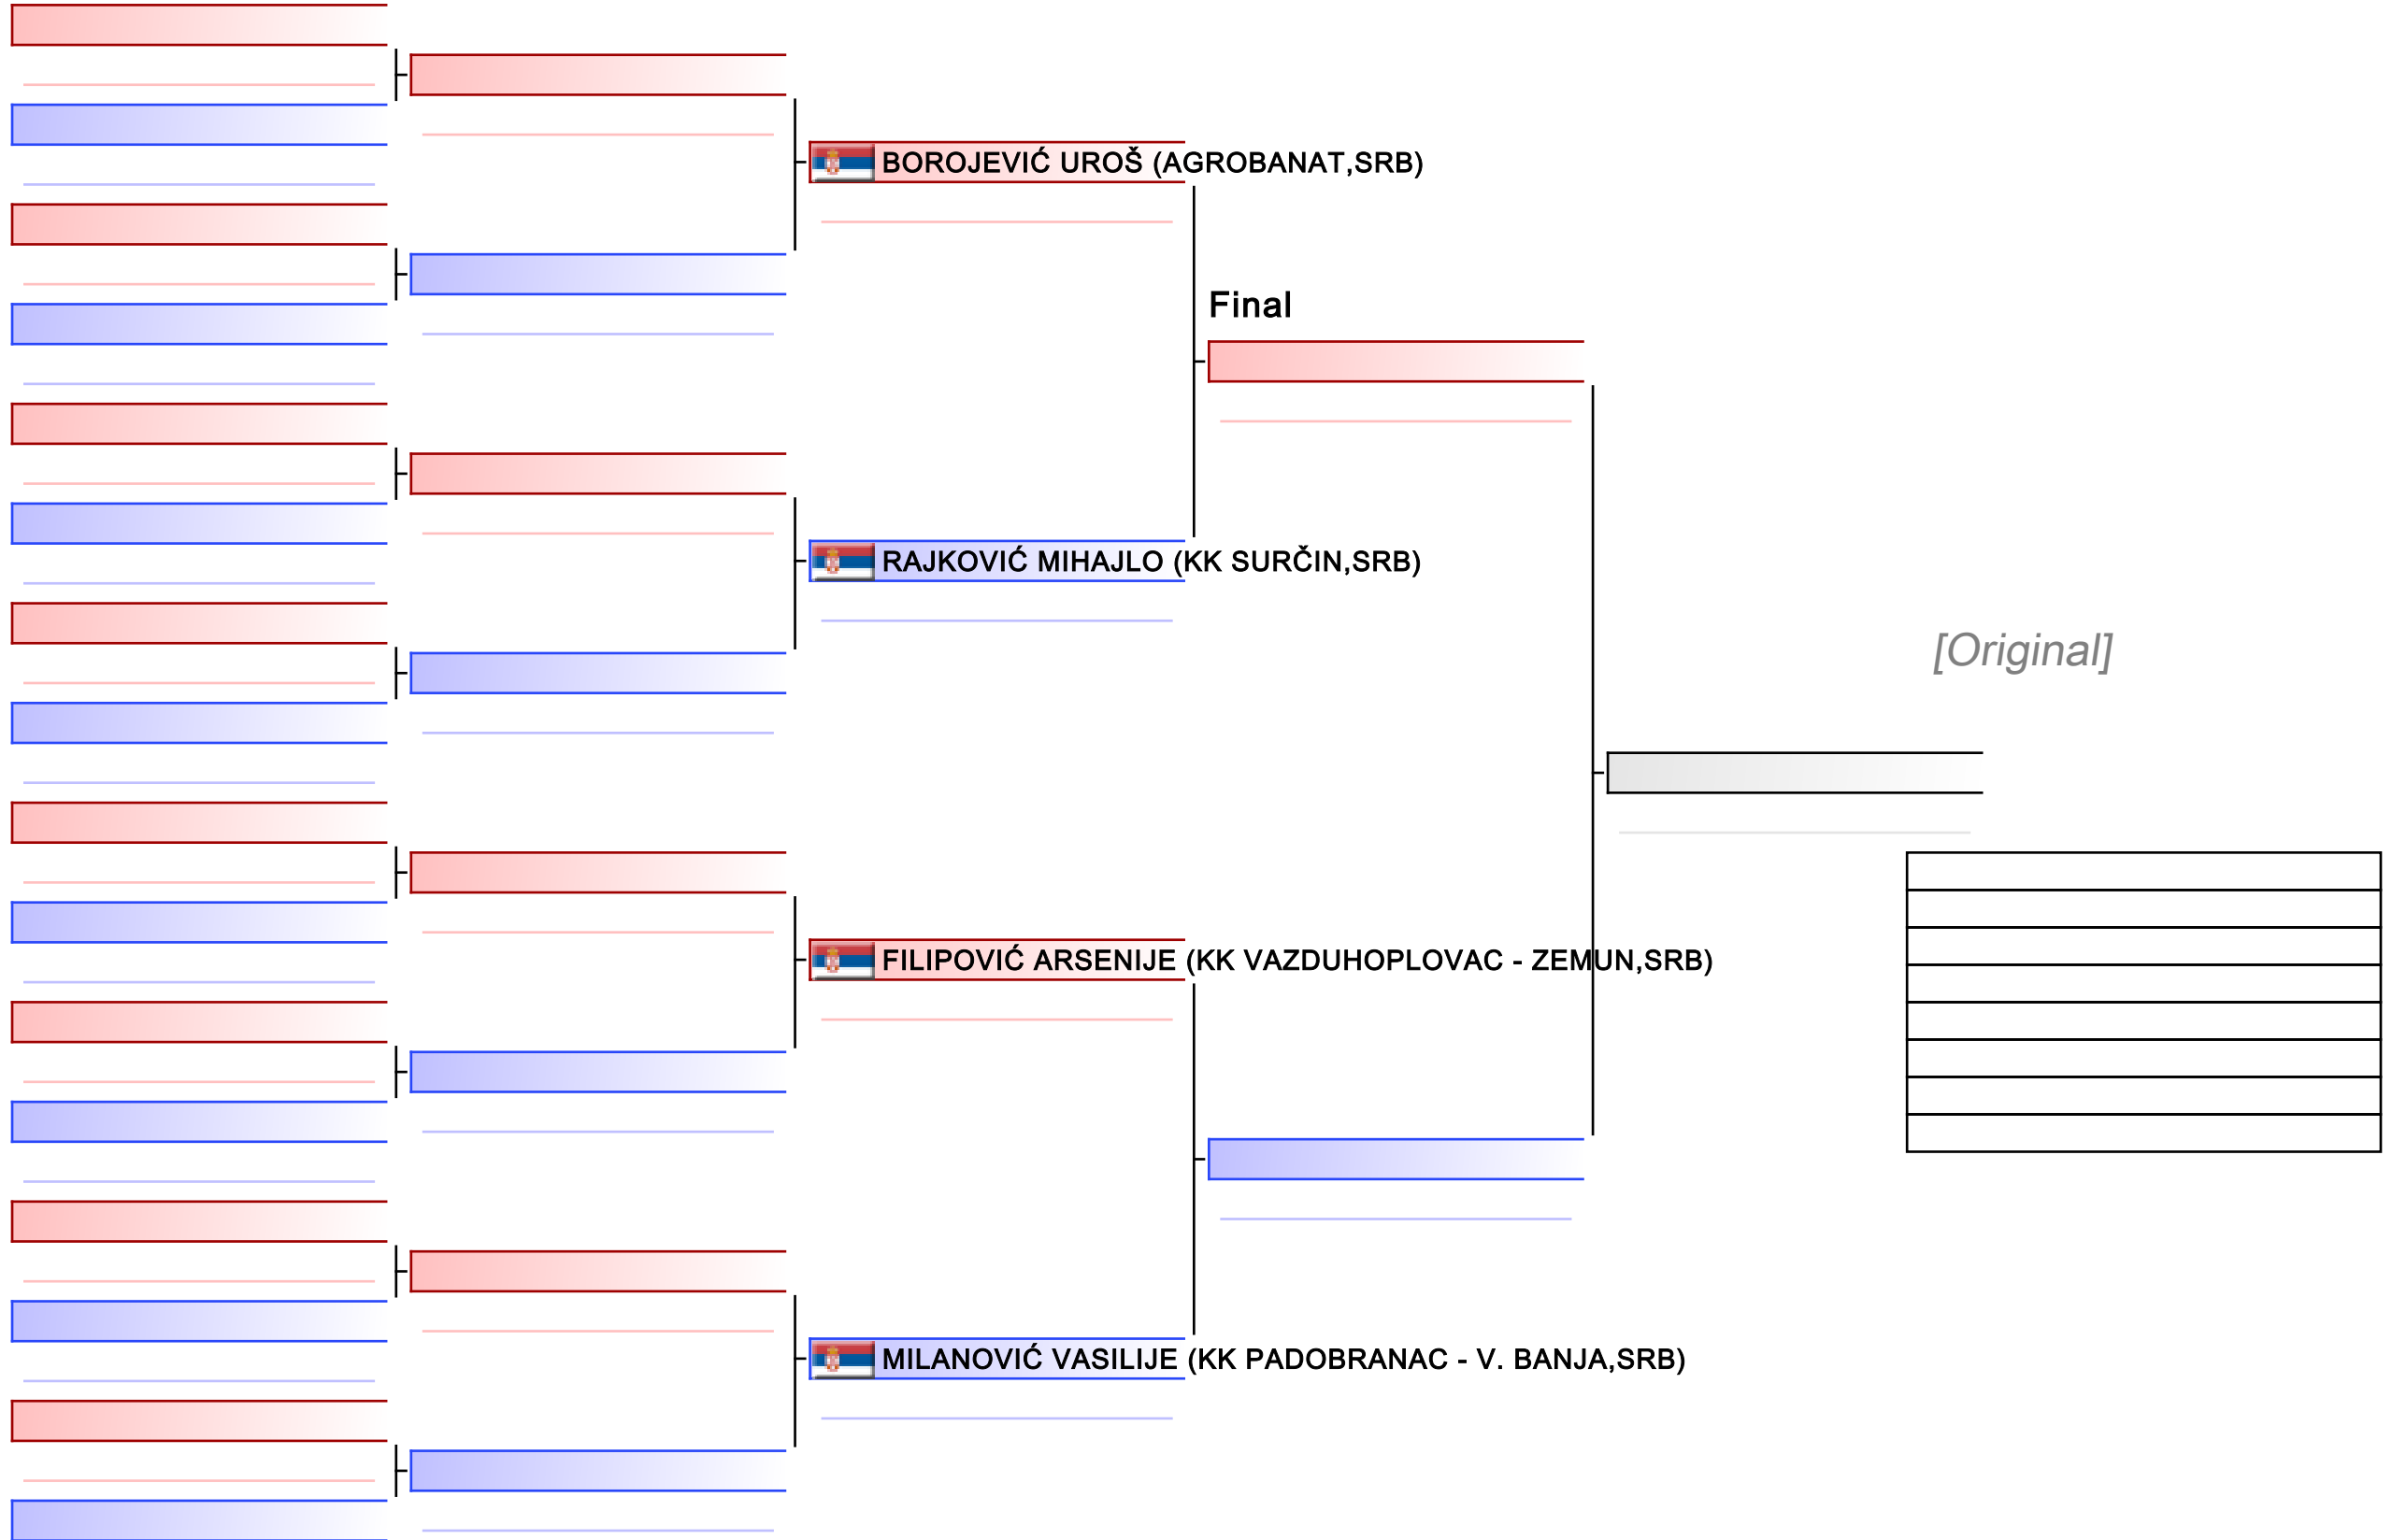 BOROJEVIĆ UROŠ (AGROBANAT,SRB)
Final
RAJKOVIĆ MIHAJLO (KK SURČIN,SRB)
[Original]
FILIPOVIĆ ARSENIJE (KK VAZDUHOPLOVAC - ZEMUN,SRB)
MILANOVIĆ VASILIJE (KK PADOBRANAC - V. BANJA,SRB)